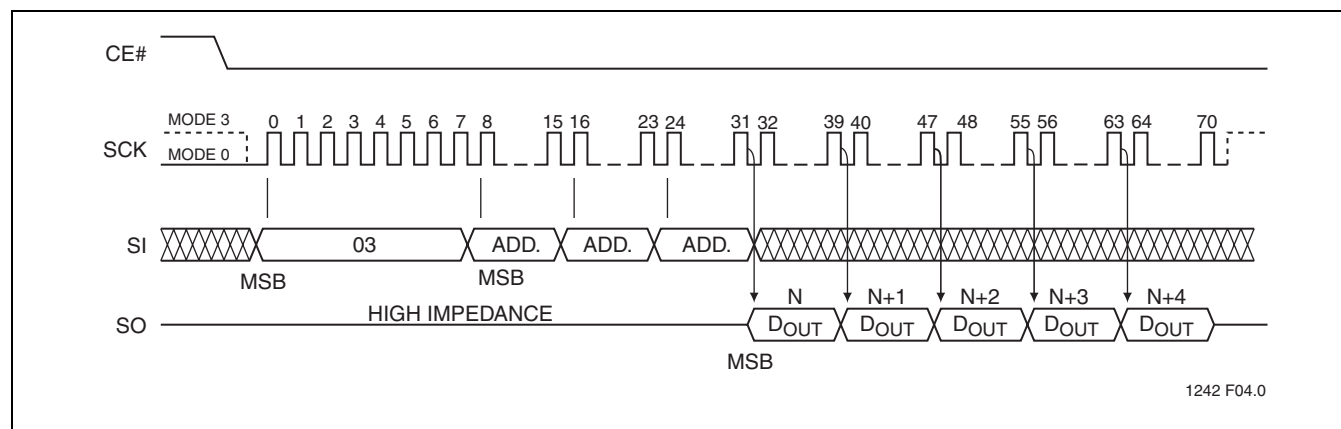 CE#
MODE 3 0 1 2 3 4 5 6 7 8 15 16 23 24 31 32 39 40 47 48 55 56 63 64 70
SCK MODE 0
SI 03 ADD. ADD. ADD.
MSB MSB
HIGH IMPEDANCE N N+1 N+2 N+3 N+4
SO DOUT DOUT DOUT DOUT DOUT
MSB
1242 F04.0